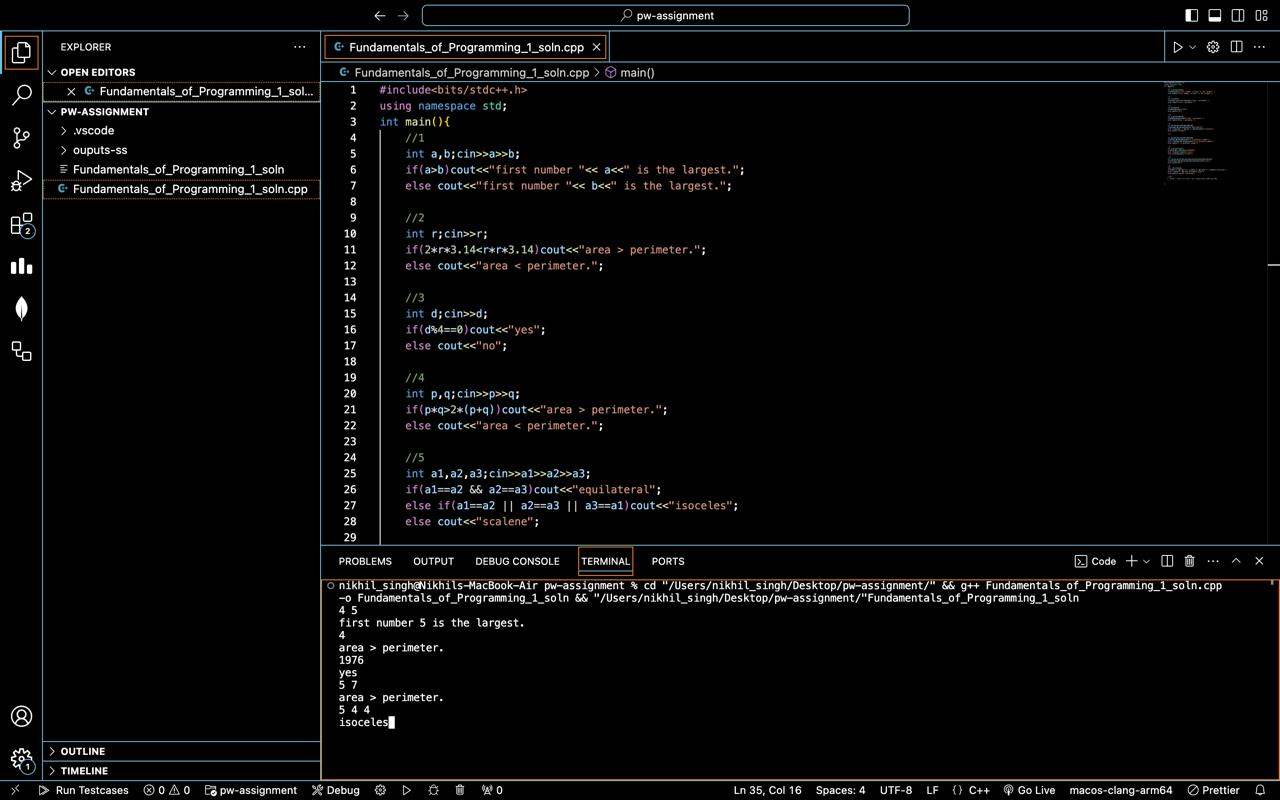 pw-assignment
EXPLORER
OPEN EDITORS
Fundamentals_of_Programming_1_sol...
PW-ASSIGNMENT
.vscode
ouputs-ss
Fundamentals_of_Programming_1_soln
Fundamentals_of_Programming_1_soln.cpp
2
OUTLINE
TIMELINE
1
Fundamentals_of_Programming_1_soln.cpp
Fundamentals_of_Programming_1_soln.cpp > main()
1 #include<bits/stdc++.h>
2 using namespace std;
3 int main(){
4 //1
5 int a,b;cin>>a>>b;
6 if(a>b)cout<<"first number "<< a<<" is the largest.";
7 else cout<<"first number "<< b<<" is the largest.";
8
9 //2
10 int r;cin>>r;
11 if(2*r*3.14<r*r*3.14)cout<<"area > perimeter.";
12 else cout<<"area < perimeter.";
13
14 //3
15 int d;cin>>d;
16 if(d%4==0)cout<<"yes";
17 else cout<<"no";
18
19 //4
20 int p,q;cin>>p>>q;
21 if(p*q>2*(p+q))cout<<"area > perimeter.";
22 else cout<<"area < perimeter.";
23
24 //5
25 int a1,a2,a3;cin>>a1>>a2>>a3;
26 if(a1==a2 && a2==a3)cout<<"equilateral";
27 else if(a1==a2 || a2==a3 || a3==a1)cout<<"isoceles";
28 else cout<<"scalene";
29
PROBLEMS OUTPUT DEBUG CONSOLE TERMINAL PORTS Code
nikhil_singh@Nikhils-MacBook-Air pw-assignment % cd "/Users/nikhil_singh/Desktop/pw-assignment/" && g++ Fundamentals_of_Programming_1_soln.cpp
-o Fundamentals_of_Programming_1_soln && "/Users/nikhil_singh/Desktop/pw-assignment/"Fundamentals_of_Programming_1_soln
4 5
first number 5 is the largest.
4
area > perimeter.
1976
yes
5 7
area > perimeter.
5 4 4
isoceles
Run Testcases 0 0 pw-assignment Debug 0 Ln 35, Col 16 Spaces: 4 UTF-8 LF {} C++ Go Live macos-clang-arm64 Prettier